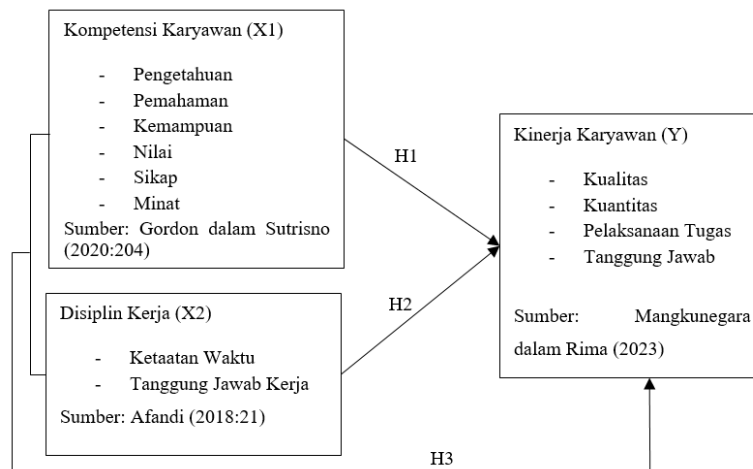 Kompetensi Karyawan (X1)
- Pengetahuan
- Pemahaman
- Kemampuan
- Nilai
- Sikap
- Minat
Sumber: Gordon dalam Sutrisno
(2020:204)
H1
Kinerja Karyawan (Y)
- Kualitas
- Kuantitas
- Pelaksanaan Tugas
- Tanggung Jawab
Sumber: Mangkunegara
dalam Rima (2023)
Disiplin Kerja (X2)
- Ketaatan Waktu
- Tanggung Jawab Kerja
Sumber: Afandi (2018:21)
H2
H3